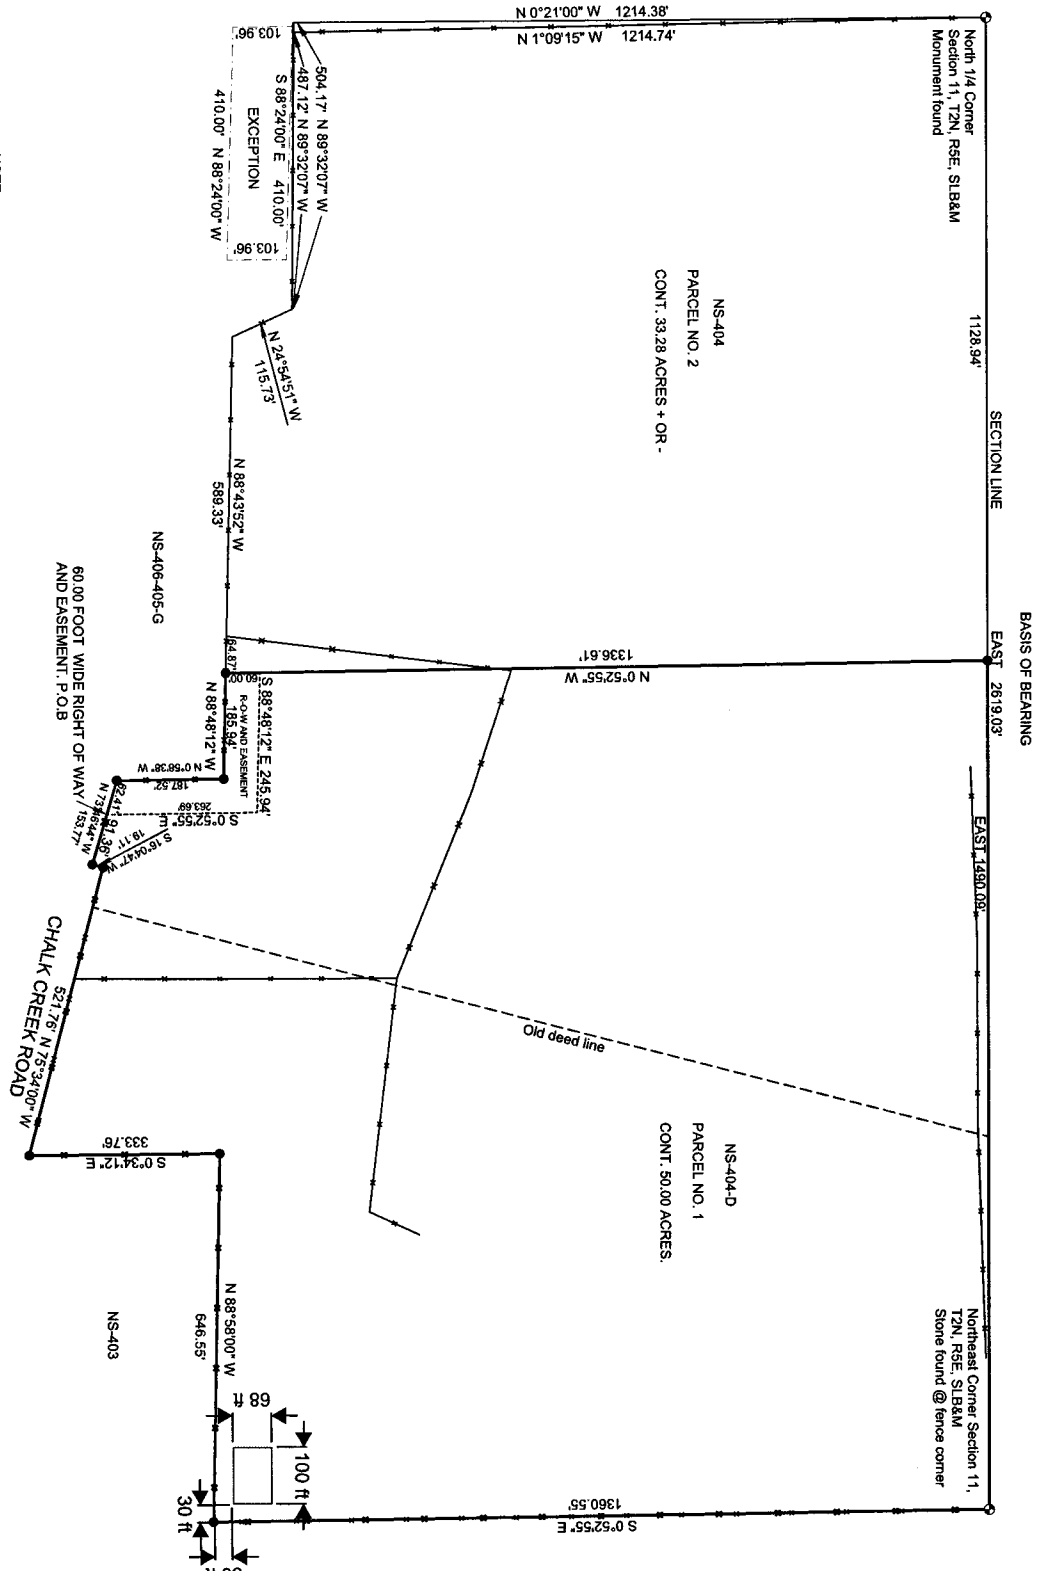 BASIS OF BEARING
SECTION LINE
1128.94'
EAST 2619.03'
EAST 1490.09'
North 1/4 Corner
Section 11, T2N, R5E, SLB&M
Monument found
Northeast Corner Section 11,
T2N, R5E, SLB&M
Stone found @ fence corner
N 0°21'00" W 1214.38'
N 1°09'15" W 1214.74'
NS-404
PARCEL NO. 2
CONT. 33.28 ACRES + OR -
NS-404-D
PARCEL NO. 1
CONT. 50.00 ACRES.
1336.61'
N 0°52'55" W
Old deed line
1360.55'
S 0°52'55" E
504.17' N 89°32'07" W
487.12' N 89°32'07" W
S 88°24'00" E 410.00'
EXCEPTION
410.00' N 88°24'00" W
103.96'
103.96'
N 24°54'51" W
115.73'
N 88°43'52" W
589.33'
64.87'
60.00'
S 88°48'12" E 245.94'
R-O-W AND EASEMENT
185.94'
N 88°48'12" W
N 0°58'38" W
187.52'
263.69'
S 0°52'55" E
62.41'
91.36'
N 73°46'44" W
153.77'
S 16°04'47" W
19.11'
NS-406-405-G
60.00 FOOT WIDE RIGHT OF WAY
AND EASEMENT. P.O.B
521.76' N 75°34'00" W
CHALK CREEK ROAD
333.76'
S 0°34'12" E
N 88°58'00" W
646.55'
NS-403
68 ft
100 ft
30 ft